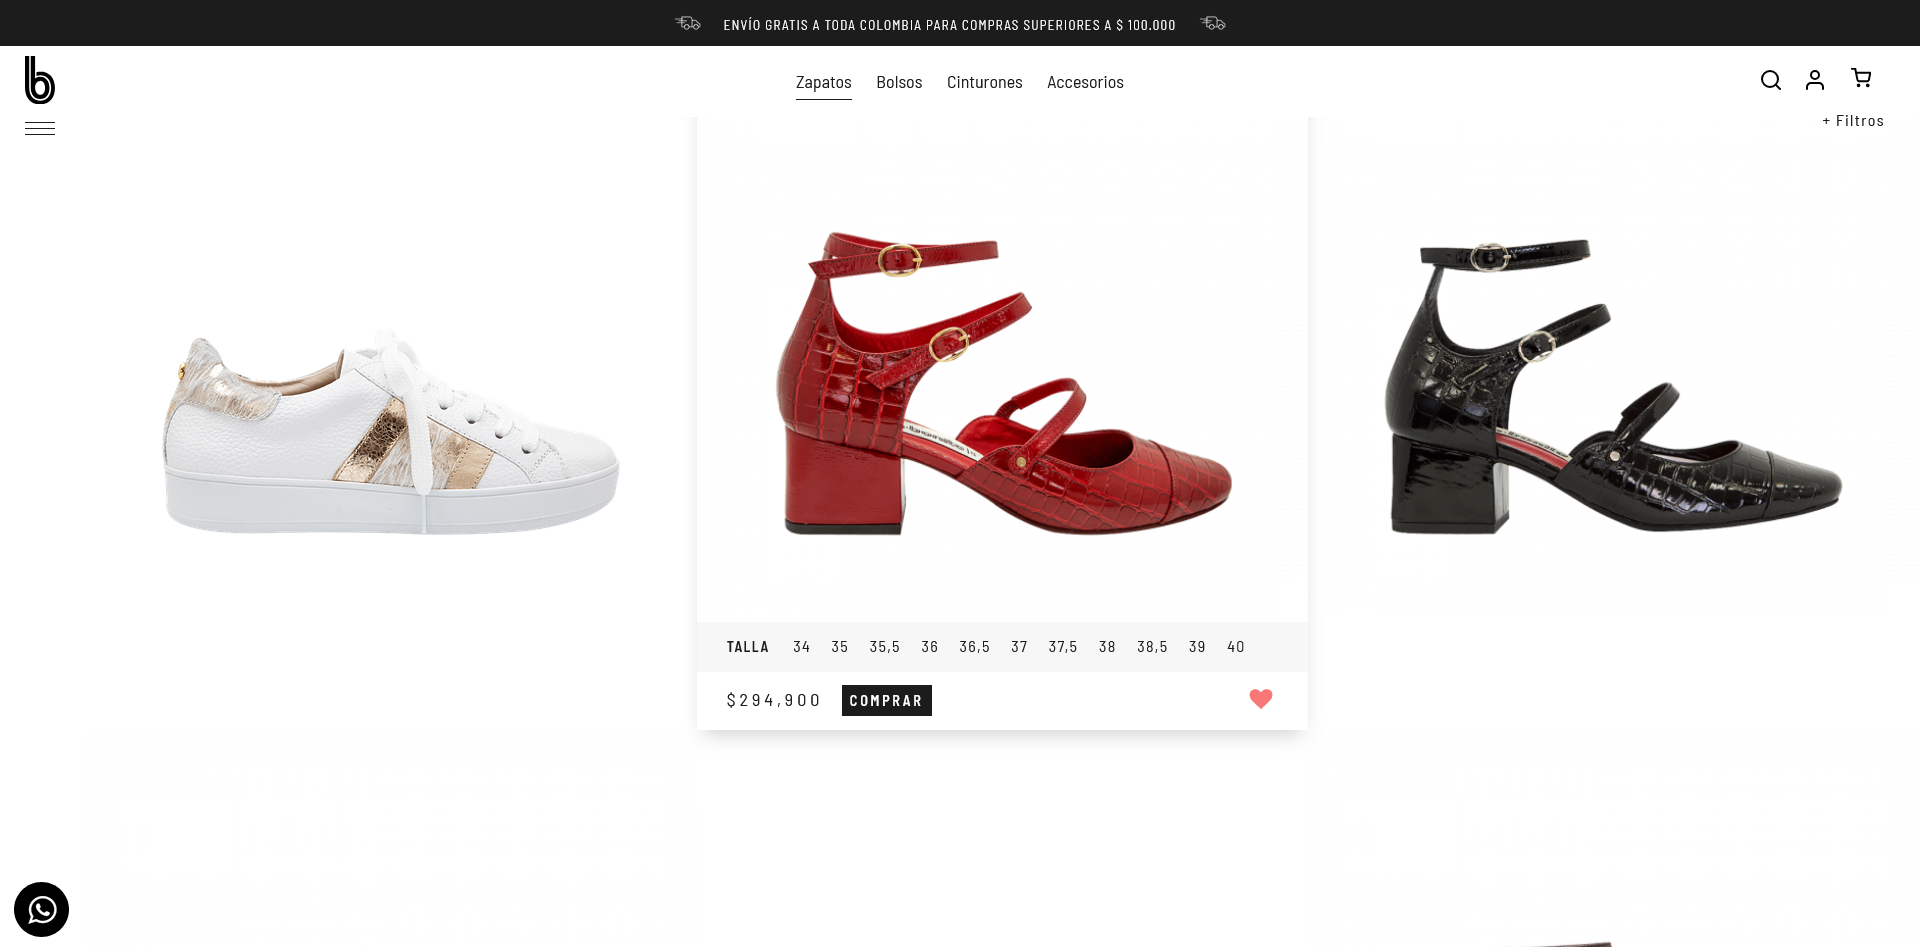 ENVÍO GRATIS A TODA COLOMBIA PARA COMPRAS SUPERIORES A $ 100.000
b
Zapatos Bolsos Cinturones Accesorios
+ Filtros
TALLA 34 35 35,5 36 36,5 37 37,5 38 38,5 39 40
$294,900 COMPRAR